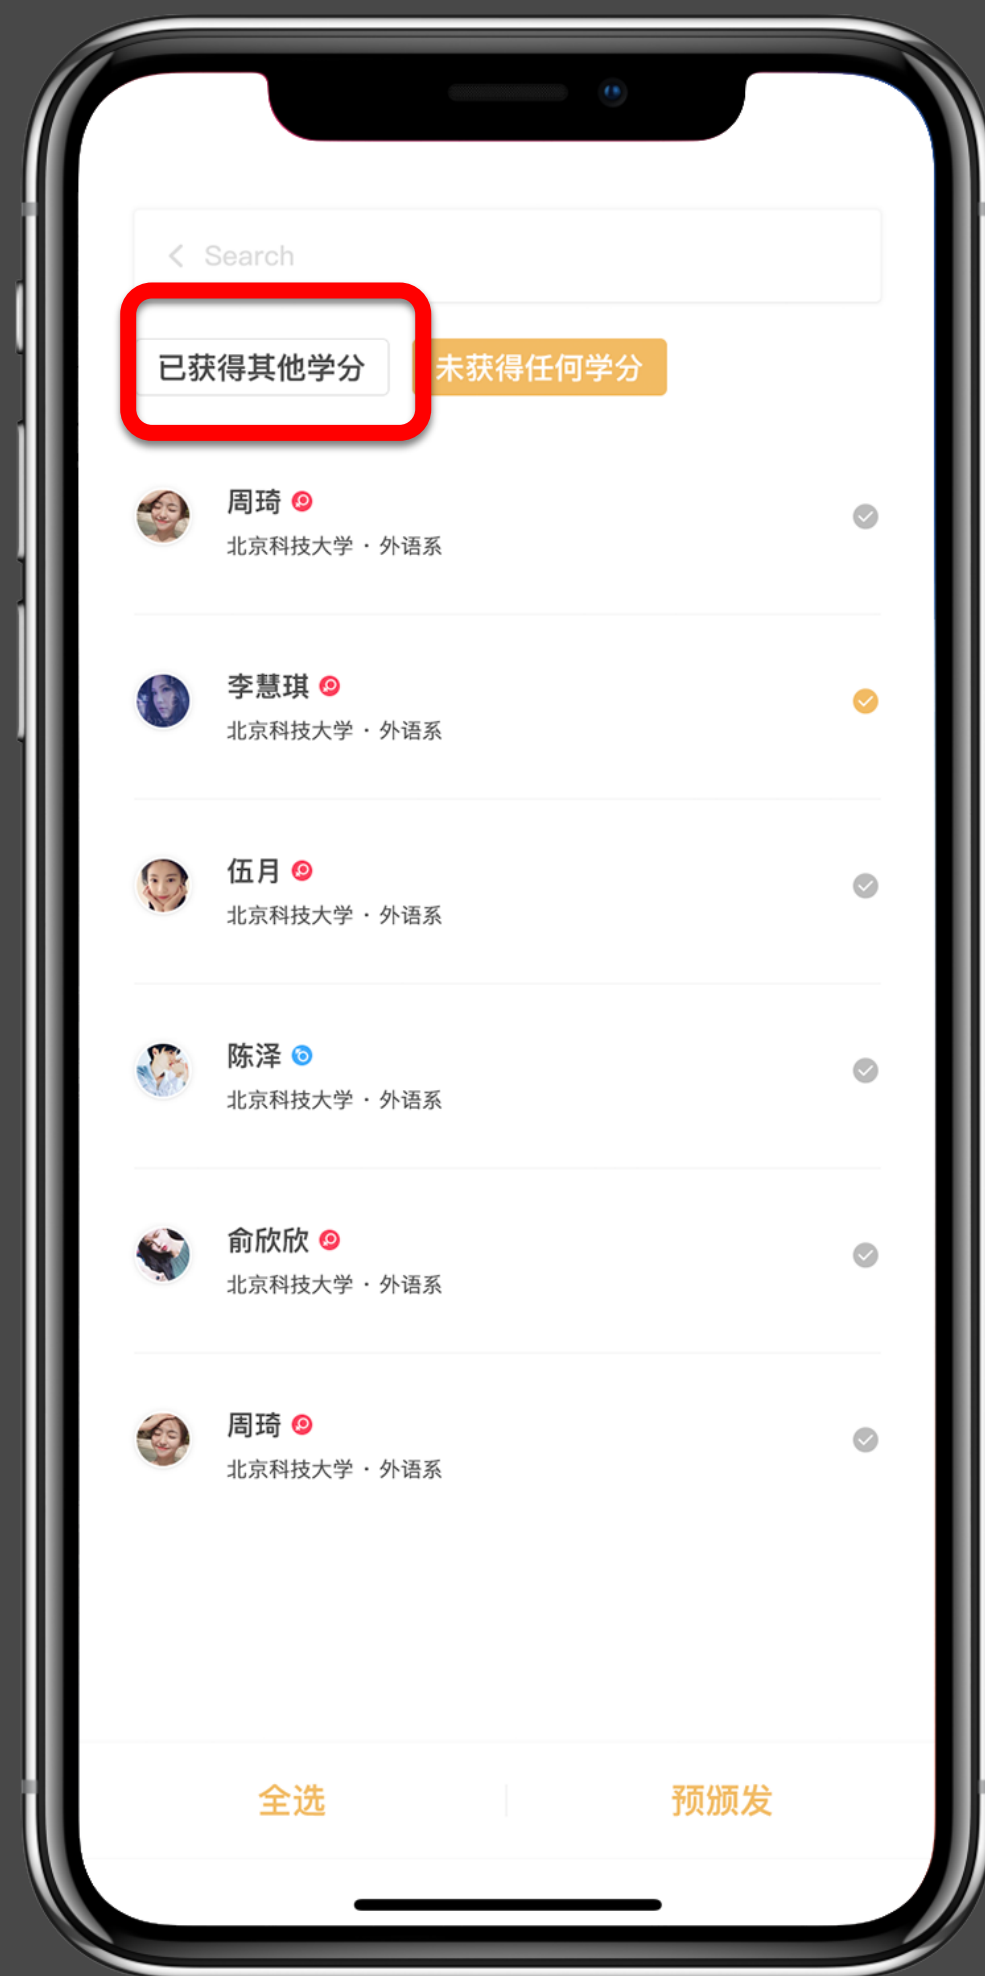 Search
已获得其他学分 未获得任何学分
周琦
北京科技大学 · 外语系
李慧琪
北京科技大学 · 外语系
伍月
北京科技大学 · 外语系
陈泽
北京科技大学 · 外语系
俞欣欣
北京科技大学 · 外语系
周琦
北京科技大学 · 外语系
全选 预颁发